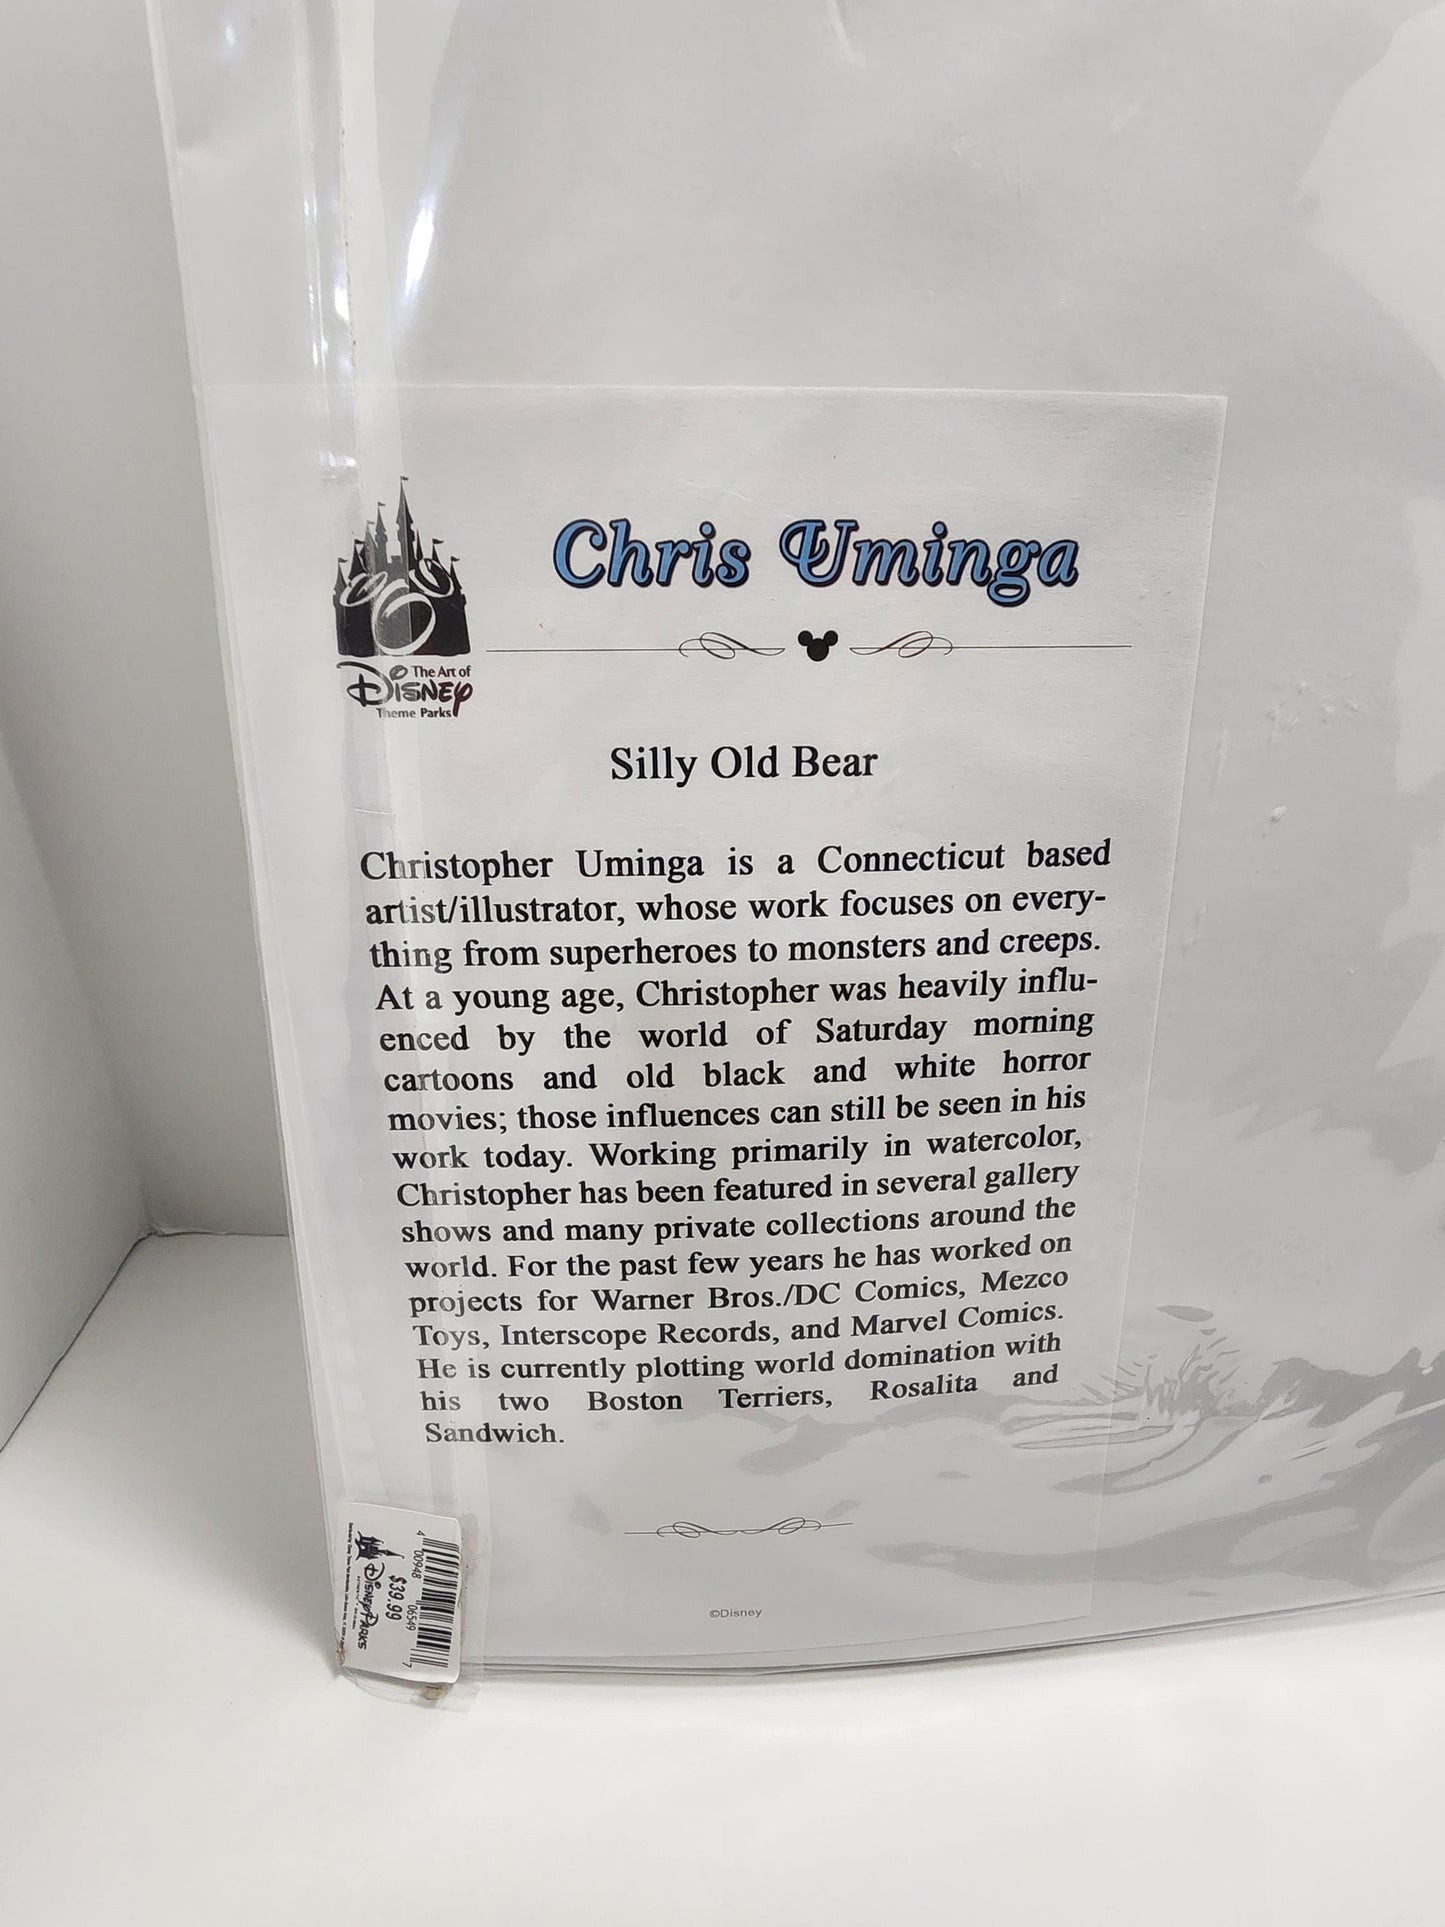 Chris Uminga
The Art of
Disney
Theme Parks
Silly Old Bear
Christopher Uminga is a Connecticut based
artist/illustrator, whose work focuses on every-
thing from superheroes to monsters and creeps.
At a young age, Christopher was heavily influ-
enced by the world of Saturday morning
cartoons and old black and white horror
movies; those influences can still be seen in his
work today. Working primarily in watercolor,
Christopher has been featured in several gallery
shows and many private collections around the
world. For the past few years he has worked on
projects for Warner Bros./DC Comics, Mezco
Toys, Interscope Records, and Marvel Comics.
He is currently plotting world domination with
his two Boston Terriers, Rosalita and
Sandwich.
©Disney
Disney Parks
$39.99
4 00948 06549 7